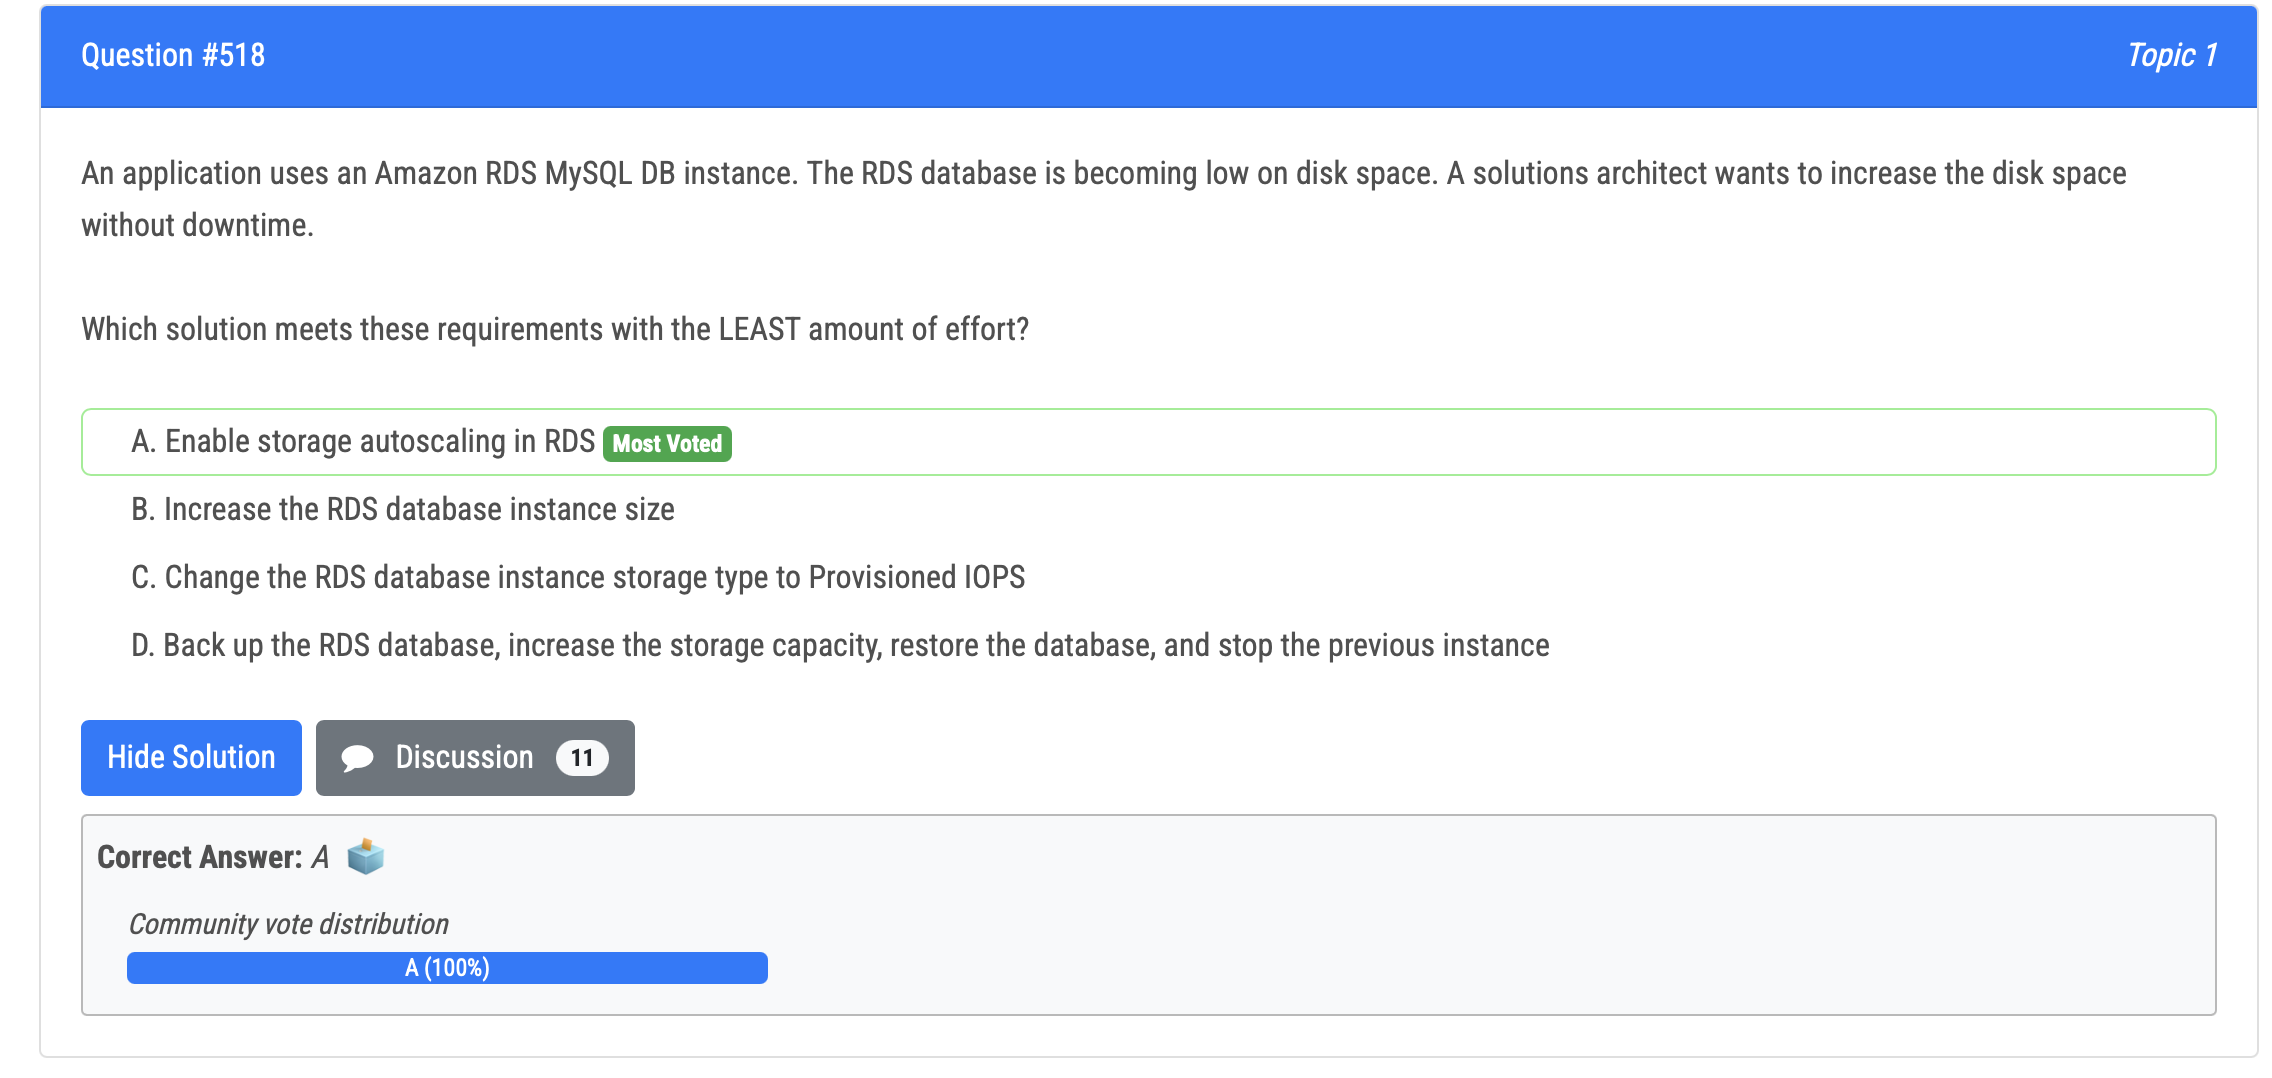 Question #518
Topic 1
An application uses an Amazon RDS MySQL DB instance. The RDS database is becoming low on disk space. A solutions architect wants to increase the disk space
without downtime.
Which solution meets these requirements with the LEAST amount of effort?
A. Enable storage autoscaling in RDS Most Voted
B. Increase the RDS database instance size
C. Change the RDS database instance storage type to Provisioned IOPS
D. Back up the RDS database, increase the storage capacity, restore the database, and stop the previous instance
Hide Solution
Discussion 11
Correct Answer: A
Community vote distribution
A (100%)